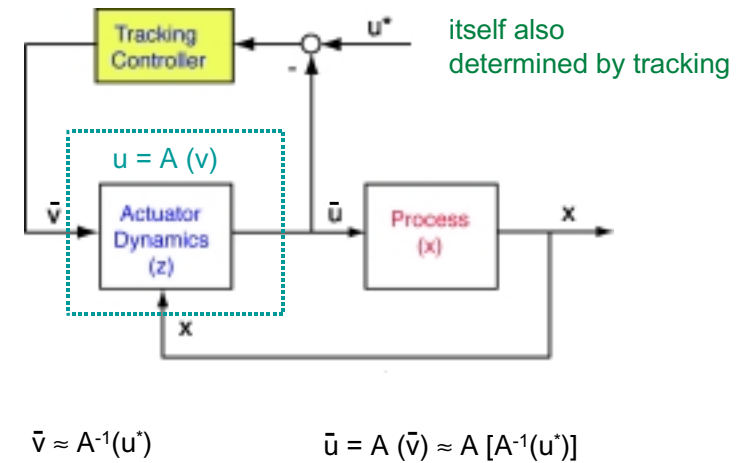 u*
itself also
determined by tracking
Tracking
Controller
-
u = A (v)
v̄
Actuator
Dynamics
(z)
ū
Process
(x)
x
x
v̄ ≈ A⁻¹(u*)
ū = A (v̄) ≈ A [A⁻¹(u*)]